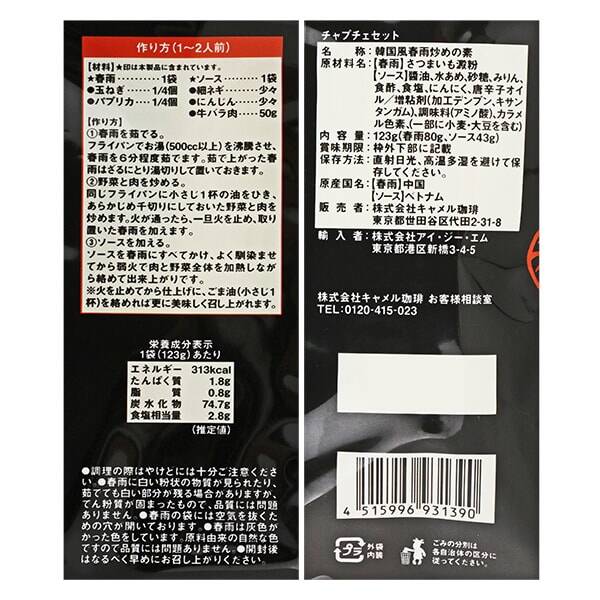 作り方(1〜2人前)
【材料】★印は本製品に含まれています。
★春雨 1袋 ★ソース 1袋
●玉ねぎ 1/4個 ●細ネギ 少々
●パプリカ 1/4個 ●にんじん 少々
●牛バラ肉 50g
【作り方】
①春雨を茹でる。
フライパンでお湯(500cc以上)を沸騰させ、
春雨を6分程度茹でます。茹で上がった春
雨はざるにとり湯切りして置いておきます。
②野菜と肉を炒める。
同じフライパンに小さじ1杯の油をひき、
あらかじめ千切りにしておいた野菜と肉を
炒めます。火が通ったら、一旦火を止め、取り
置いた春雨を加えます。
③ソースを加える。
ソースを春雨にすべてかけ、よく馴染ませ
てから弱火で肉と野菜全体を加熱しなが
ら絡めて出来上がりです。
※火を止めてから仕上げに、ごま油(小さじ1
杯)を絡めれば更に美味しく召し上がれます。
栄養成分表示
1袋(123g)あたり
エネルギー 313kcal
たんぱく質 1.8g
脂質 0.8g
炭水化物 74.7g
食塩相当量 2.8g
(推定値)
●調理の際はやけどには十分ご注意くださ
い。●春雨に白い粉状の物質が見られたり、
茹でても白い部分が残る場合がありますが、
でん粉質が固まったもので、品質には問題
ありません。●春雨の袋には空気を抜くため
の穴が開いております。●春雨は灰色がか
った色をしています。原料由来の自然な色
ですので品質には問題ありません。●開封後
はなるべく早めにお召し上がりください。
チャプチェセット
名称:韓国風春雨炒めの素
原材料名:【春雨】さつまいも澱粉
【ソース】醬油、水あめ、砂糖、みりん、
食酢、食塩、にんにく、唐辛子オイ
ル/増粘剤(加工デンプン、キサン
タンガム)、調味料(アミノ酸)、カラメ
ル色素、(一部に小麦・大豆を含む)
内容量:123g(春雨80g、ソース43g)
賞味期限:枠外下部に記載
保存方法:直射日光、高温多湿を避けて保
存してください。
原産国名:【春雨】中国
【ソース】ベトナム
販売者:株式会社キャメル珈琲
東京都世田谷区代田2-31-8
輸入者:株式会社アイ・ジー・エム
東京都港区新橋3-4-5
株式会社キャメル珈琲 お客様相談室
TEL:0120-415-023
4 515996 931390
プラ
外袋
内装
ごみの分別は
各自治体の区分に
従ってください。